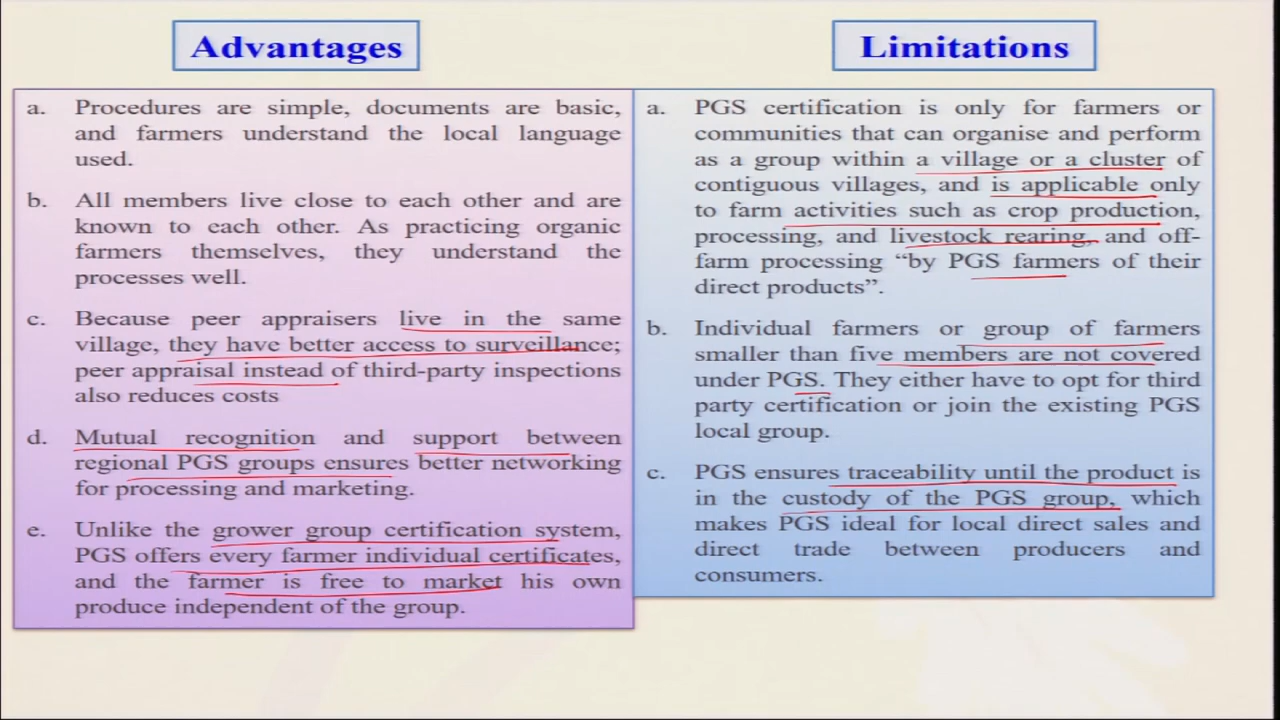 Advantages
a. Procedures are simple, documents are basic,
and farmers understand the local language
used.
b. All members live close to each other and are
known to each other. As practicing organic
farmers themselves, they understand the
processes well.
c. Because peer appraisers live in the same
village, they have better access to surveillance;
peer appraisal instead of third-party inspections
also reduces costs
d. Mutual recognition and support between
regional PGS groups ensures better networking
for processing and marketing.
e. Unlike the grower group certification system,
PGS offers every farmer individual certificates,
and the farmer is free to market his own
produce independent of the group.
Limitations
a. PGS certification is only for farmers or
communities that can organise and perform
as a group within a village or a cluster of
contiguous villages, and is applicable only
to farm activities such as crop production,
processing, and livestock rearing, and off-
farm processing “by PGS farmers of their
direct products”.
b. Individual farmers or group of farmers
smaller than five members are not covered
under PGS. They either have to opt for third
party certification or join the existing PGS
local group.
c. PGS ensures traceability until the product is
in the custody of the PGS group, which
makes PGS ideal for local direct sales and
direct trade between producers and
consumers.